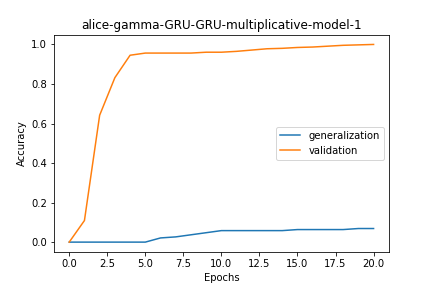 alice-gamma-GRU-GRU-multiplicative-model-1
1.0
0.8
0.6
0.4
0.2
0.0
Accuracy
generalization
validation
0.0 2.5 5.0 7.5 10.0 12.5 15.0 17.5 20.0
Epochs